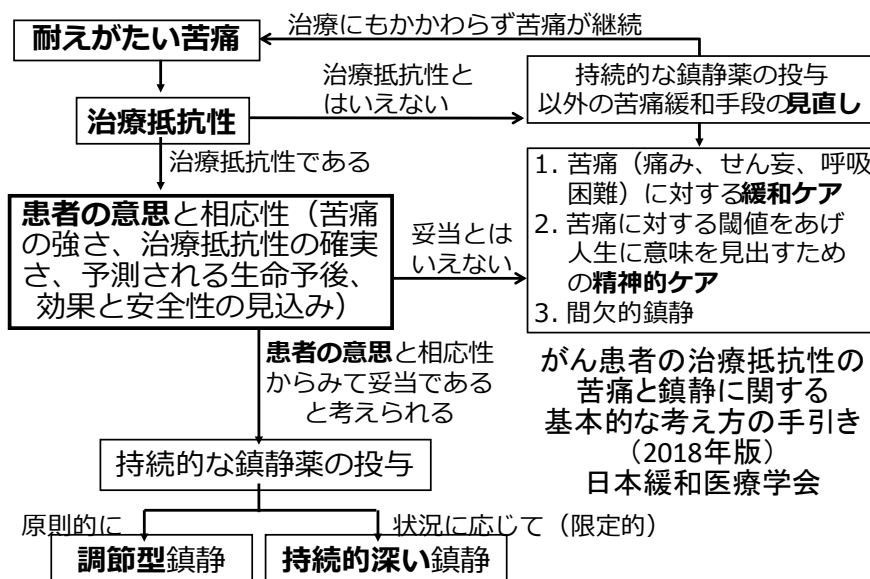 治療にもかかわらず苦痛が継続
耐えがたい苦痛
治療抵抗性と
はいえない
持続的な鎮静薬の投与
以外の苦痛緩和手段の見直し
治療抵抗性
治療抵抗性である
患者の意思と相応性（苦痛
の強さ、治療抵抗性の確実
さ、予測される生命予後、
効果と安全性の見込み）
妥当とは
いえない
1. 苦痛（痛み、せん妄、呼吸
困難）に対する緩和ケア
2. 苦痛に対する閾値をあげ
人生に意味を見出すため
の精神的ケア
3. 間欠的鎮静
患者の意思と相応性
からみて妥当である
と考えられる
がん患者の治療抵抗性の
苦痛と鎮静に関する
基本的な考え方の手引き
（2018年版）
日本緩和医療学会
持続的な鎮静薬の投与
原則的に
状況に応じて（限定的）
調節型鎮静
持続的深い鎮静